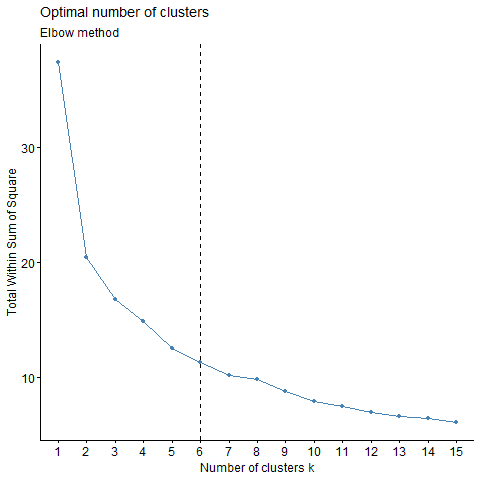 Optimal number of clusters
Elbow method
Total Within Sum of Square
30
20
10
1 2 3 4 5 6 7 8 9 10 11 12 13 14 15
Number of clusters k